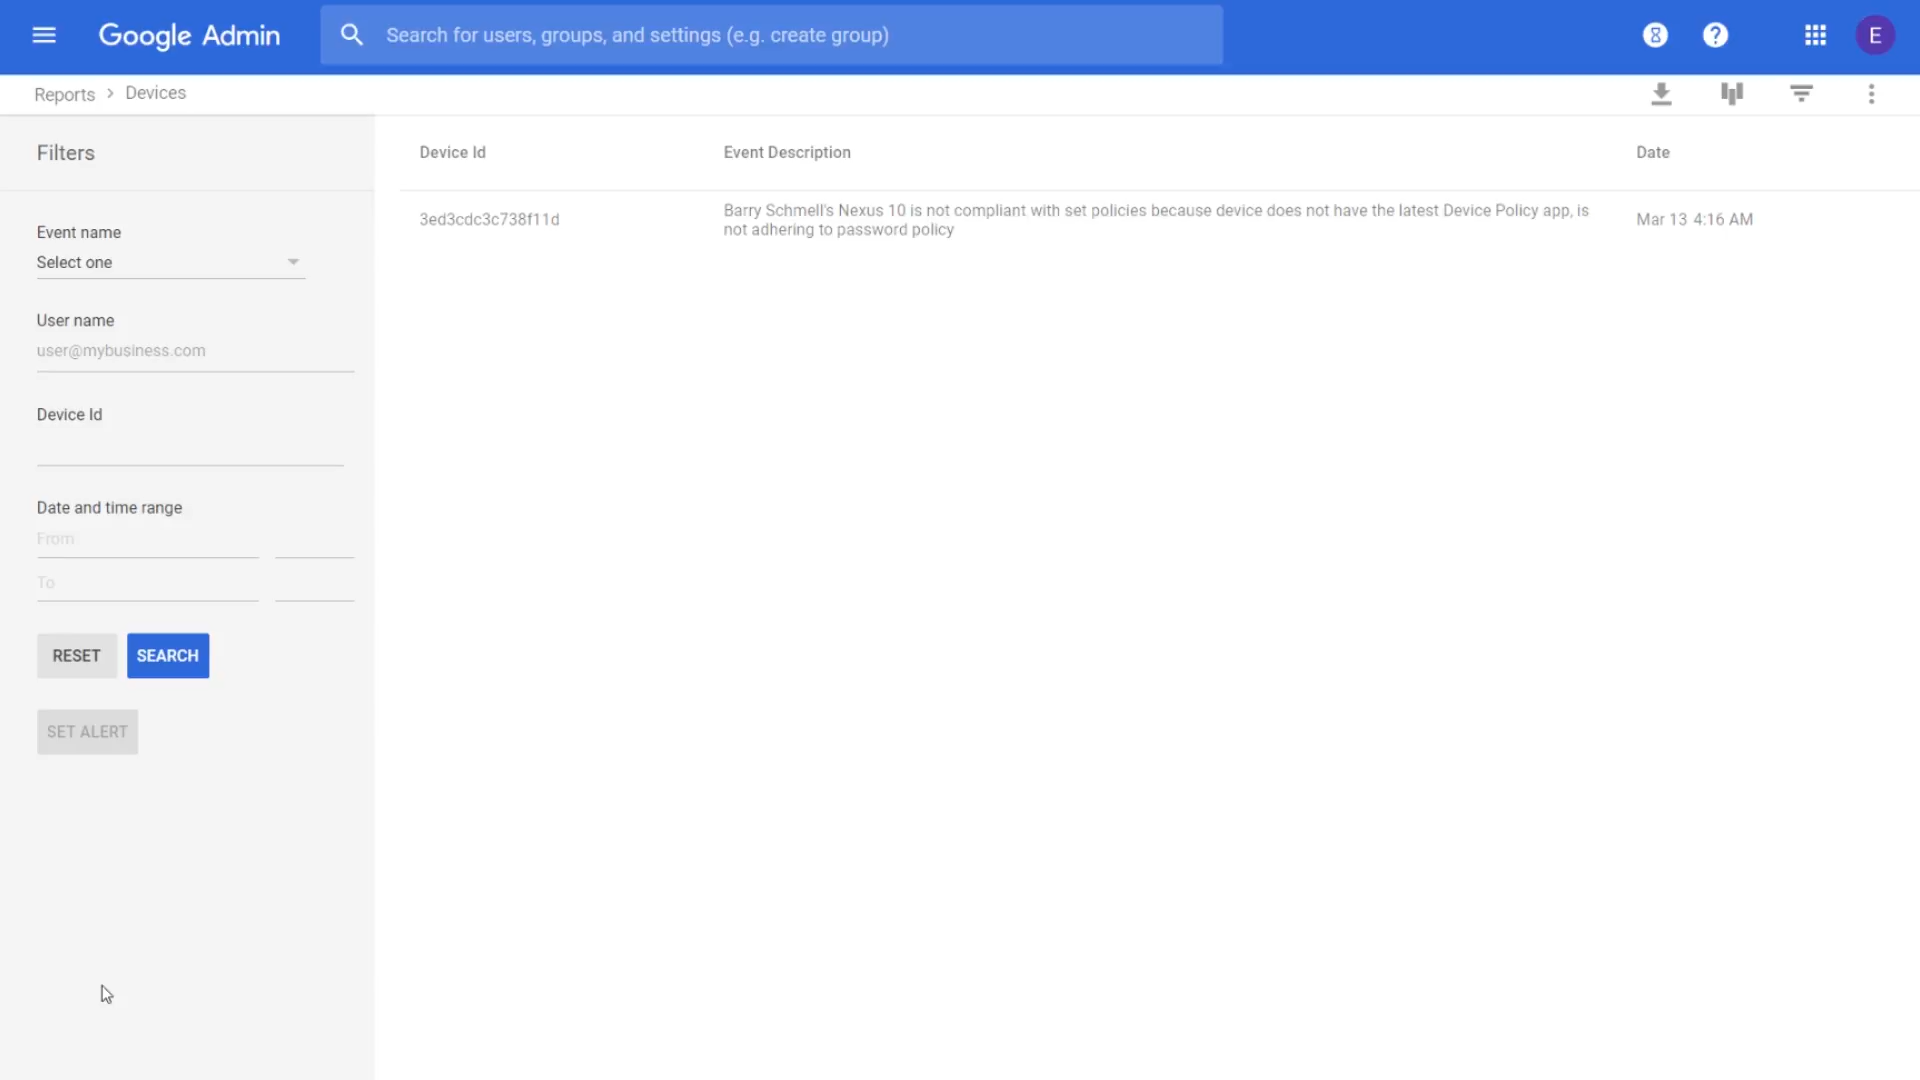 Google Admin
Search for users, groups, and settings (e.g. create group)
E
Reports > Devices
Filters
Device Id
Event Description
Date
3ed3cdc3c738f11d
Barry Schmell's Nexus 10 is not compliant with set policies because device does not have the latest Device Policy app, is
not adhering to password policy
Mar 13 4:16 AM
Event name
Select one
User name
user@mybusiness.com
Device Id
Date and time range
From
To
RESET
SEARCH
SET ALERT